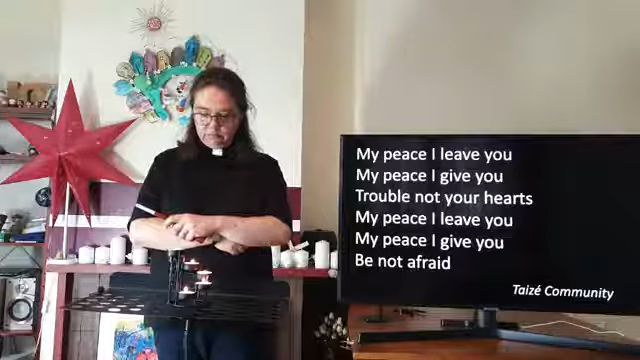 My peace I leave you
My peace I give you
Trouble not your hearts
My peace I leave you
My peace I give you
Be not afraid
Taizé Community